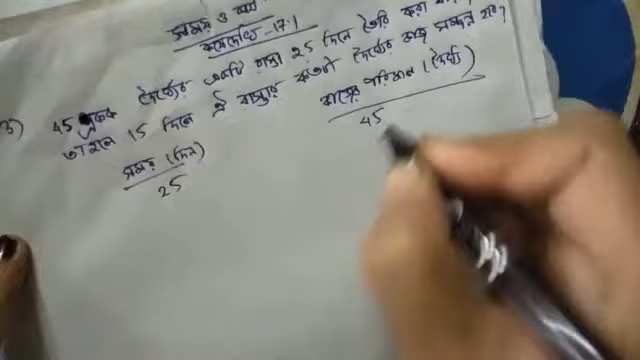 সময় ও কার্য
কষে দেখি - 17.1
3) 45 একক দৈর্ঘ্যের একটি রাস্তা 25 দিনে তৈরি করা
তাহলে 15 দিনে ঐ রাস্তার কতটা দৈর্ঘ্যের কাজ সম্পন্ন হবে?
সময় (দিন) কাজের পরিমান (দৈর্ঘ্য)
25 45